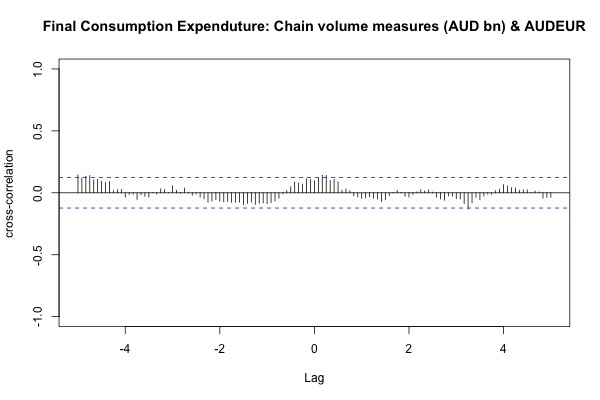 Final Consumption Expenduture: Chain volume measures (AUD bn) & AUDEUR
1.0
0.5
0.0
-0.5
-1.0
cross-correlation
-4 -2 0 2 4
Lag